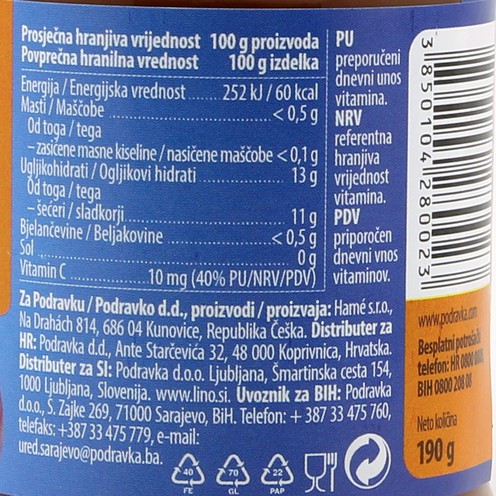 Prosječna hranjiva vrijednost 100 g proizvoda
Povprečna hranilna vrednost 100 g izdelka
Energija / Energijska vrednost 252 kJ / 60 kcal
Masti / Maščobe < 0,5 g
Od toga / tega
– zasićene masne kiseline / nasičene maščobe < 0,1 g
Ugljikohidrati / Ogljikovi hidrati 13 g
Od toga / tega
– šećeri / sladkorji 11 g
Bjelančevine / Beljakovine < 0,5 g
Sol 0 g
Vitamin C 10 mg (40% PU/NRV/PDV)
PU
preporučeni
dnevni unos
vitamina.
NRV
referentna
hranjiva
vrijednost
vitamina.
PDV
priporočen
dnevni vnos
vitaminov.
Za Podravku / Podravko d.d., proizvodi / proizvaja: Hamé s.r.o.,
Na Drahách 814, 686 04 Kunovice, Republika Češka. Distributer za
HR: Podravka d.d., Ante Starčevića 32, 48 000 Koprivnica, Hrvatska.
Distributer za SI: Podravka d.o.o. Ljubljana, Šmartinska cesta 154,
1000 Ljubljana, Slovenija. www.lino.si. Uvoznik za BIH: Podravka
d.o.o., S. Zajke 269, 71000 Sarajevo, BiH. Telefon: + 387 33 475 760,
telefaks: +387 33 475 779, e-mail:
ured.sarajevo@podravka.ba.
40
FE
70
GL
22
PAP
3 850104 280023
www.podravka.com
Besplatni potrošački
telefon: HR 0800
BIH 0800 208 08
Neto količina
190 g